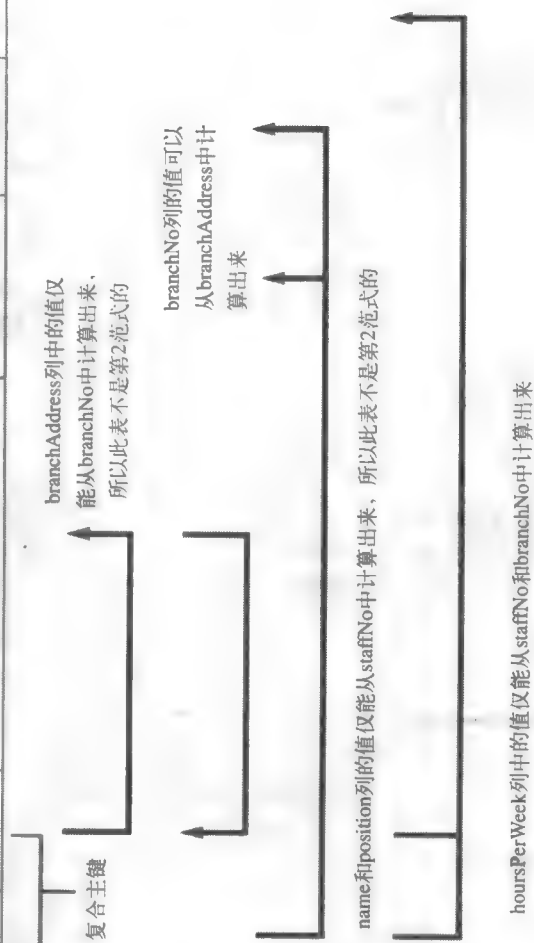 branchAddress列中的值仅
能从branchNo中计算出来，
所以此表不是第2范式的
branchNo列的值可以
从branchAddress中计
算出来
复合主键
name和position列的值仅能从staffNo中计算出来，所以此表不是第2范式的
hoursPerWeek列中的值仅能从staffNo和branchNo中计算出来